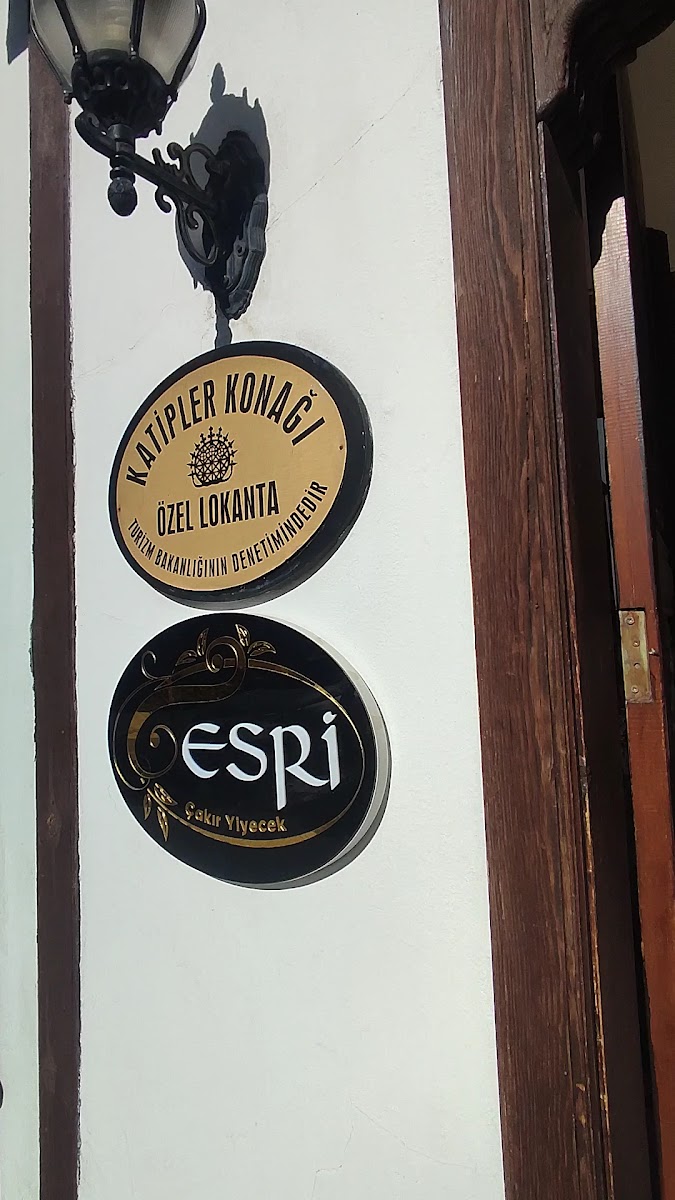 KATİPLER KONAĞI
ÖZEL LOKANTA
TURİZM BAKANLIĞININ DENETİMİNDEDİR
ESRİ
Çakır Yiyecek